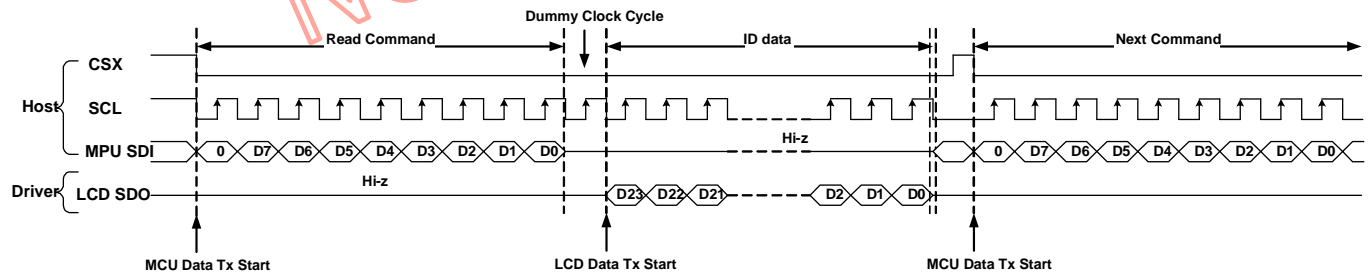 Dummy Clock Cycle
Read Command ID data Next Command
CSX
Host SCL
Hi-z
MPU SDI 0 D7 D6 D5 D4 D3 D2 D1 D0 0 D7 D6 D5 D4 D3 D2 D1 D0
Hi-z
Driver LCD SDO D23 D22 D21 D2 D1 D0
MCU Data Tx Start LCD Data Tx Start MCU Data Tx Start